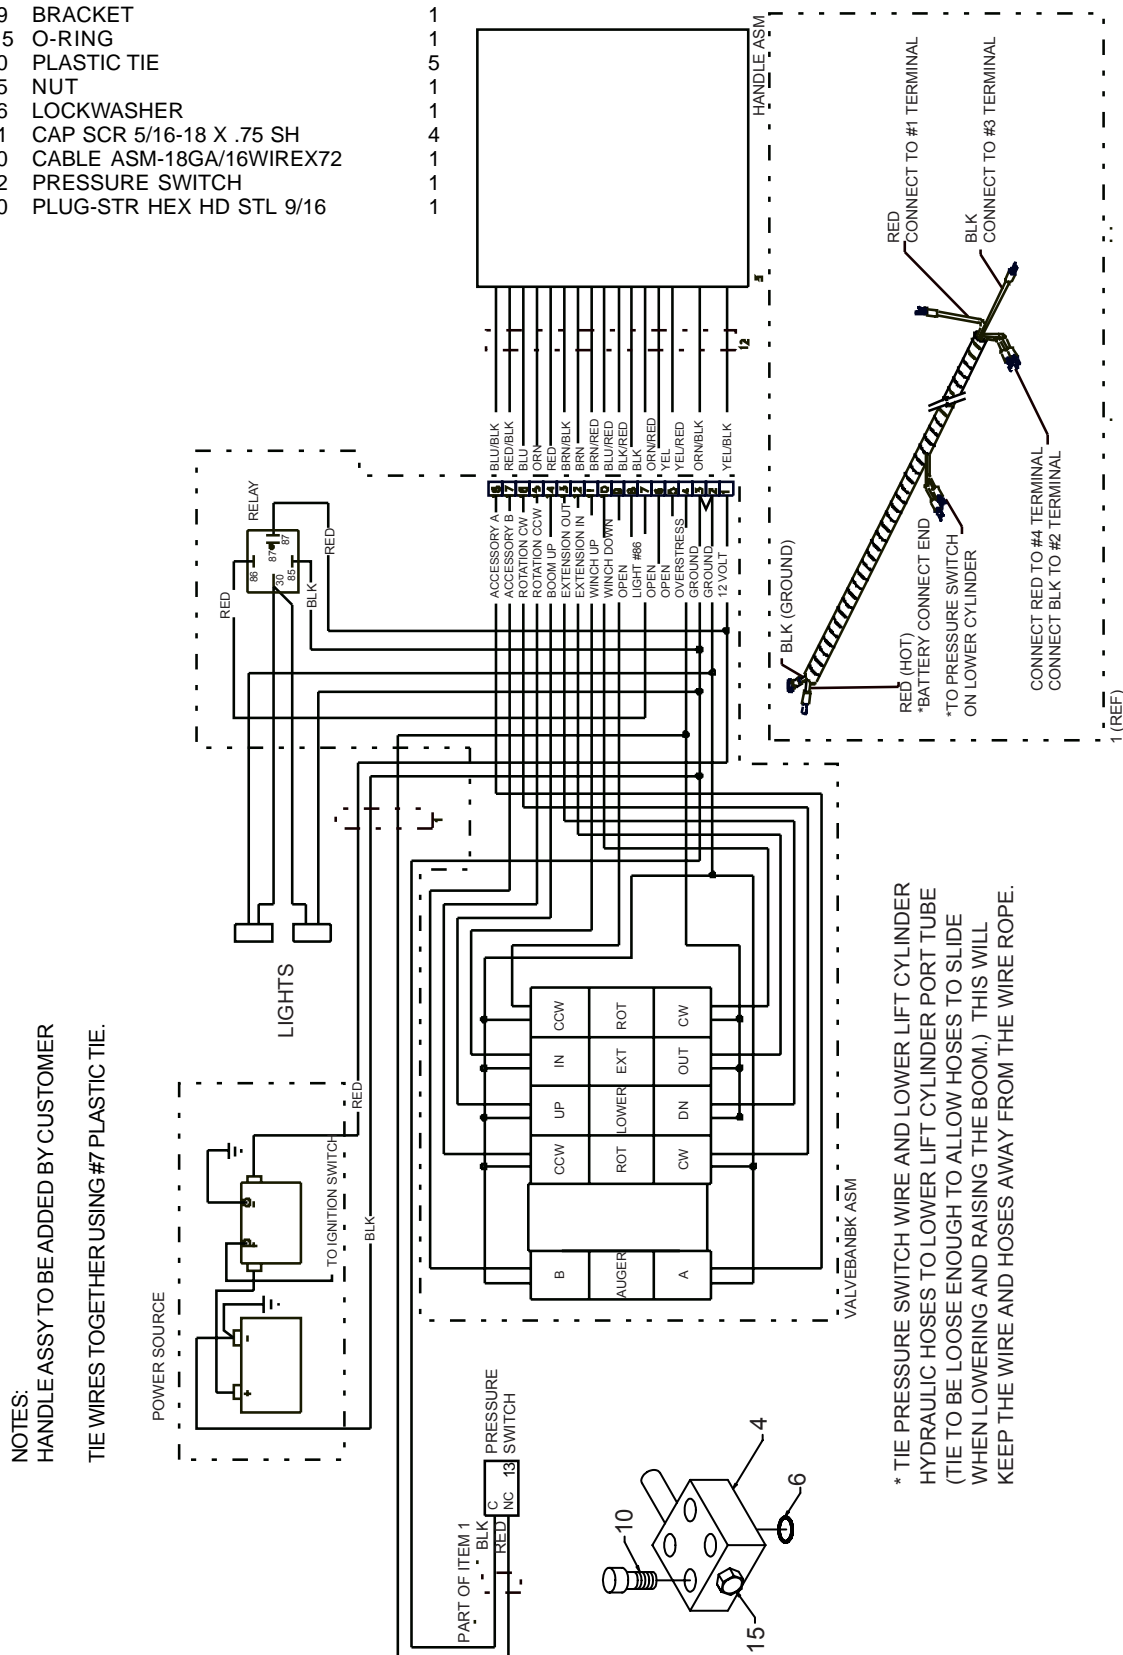 9 BRACKET 1
5 O-RING 1
0 PLASTIC TIE 5
5 NUT 1
6 LOCKWASHER 1
1 CAP SCR 5/16-18 X .75 SH 4
0 CABLE ASM-18GA/16WIREX72 1
2 PRESSURE SWITCH 1
0 PLUG-STR HEX HD STL 9/16 1
HANDLE ASM
12
BLU/BLK
RED/BLK
BLU
ORN
RED
BRN/BLK
BRN
BRN/RED
BLU/RED
BLK/RED
BLK
ORN/RED
YEL
YEL/RED
ORN/BLK
YEL/BLK
ACCESSORY A
ACCESSORY B
ROTATION CW
ROTATION CCW
BOOM UP
EXTENSION OUT
EXTENSION IN
WINCH UP
WINCH DOWN
OPEN
LIGHT #86
OPEN
OPEN
OVERSTRESS
GROUND
GROUND
12 VOLT
RELAY
87
87
86
85
30
RED
RED
BLK
RED
CONNECT TO #1 TERMINAL
BLK
CONNECT TO #3 TERMINAL
BLK (GROUND)
RED (HOT)
*BATTERY CONNECT END
*TO PRESSURE SWITCH
ON LOWER CYLINDER
CONNECT RED TO #4 TERMINAL
CONNECT BLK TO #2 TERMINAL
1 (REF)
1
LIGHTS
NOTES:
HANDLE ASSY TO BE ADDED BY CUSTOMER
TIE WIRES TOGETHER USING #7 PLASTIC TIE.
POWER SOURCE
TO IGNITION SWITCH
RED
BLK
+
-
CCW ROT CW
IN EXT OUT
UP LOWER DN
CCW ROT CW
B AUGER A
VALVEBANBK ASM
PRESSURE
SWITCH
C
NC 13
PART OF ITEM 1
BLK
RED
10
4
6
15
* TIE PRESSURE SWITCH WIRE AND LOWER LIFT CYLINDER
HYDRAULIC HOSES TO LOWER LIFT CYLINDER PORT TUBE
(TIE TO BE LOOSE ENOUGH TO ALLOW HOSES TO SLIDE
WHEN LOWERING AND RAISING THE BOOM.) THIS WILL
KEEP THE WIRE AND HOSES AWAY FROM THE WIRE ROPE.